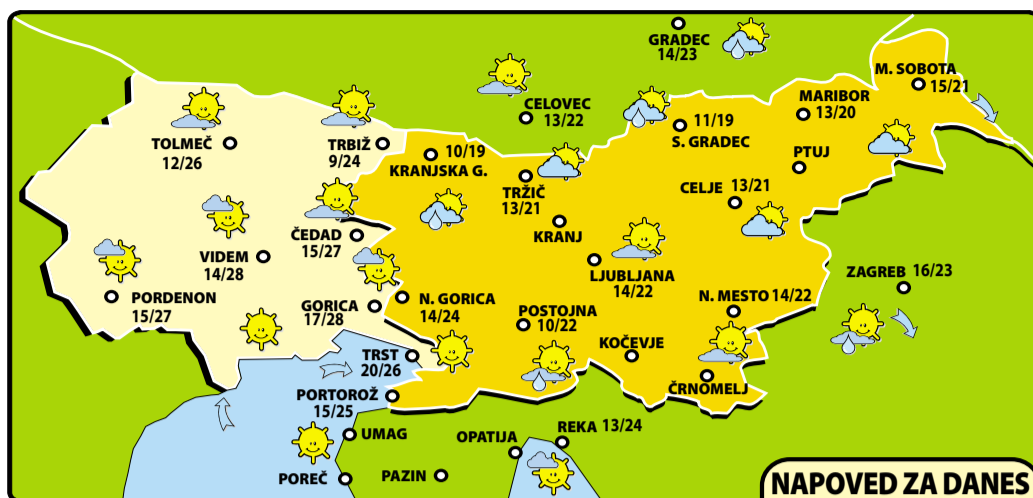 GRADEC
14/23
M. SOBOTA
15/21
CELOVEC
13/22
MARIBOR
13/20
11/19
S. GRADEC
TOLMEČ
12/26
TRBIŽ
9/24
10/19
KRANJSKA G.
TRŽIČ
13/21
PTUJ
CELJE 13/21
KRANJ
ČEDAD
15/27
VIDEM
14/28
LJUBLJANA
14/22
ZAGREB 16/23
PORDENON
15/27
GORICA
17/28
N. GORICA
14/24
POSTOJNA
10/22
N. MESTO 14/22
KOČEVJE
TRST
20/26
ČRNOMELJ
PORTOROŽ
15/25
UMAG
OPATIJA
REKA 13/24
POREČ
PAZIN
NAPOVED ZA DANES